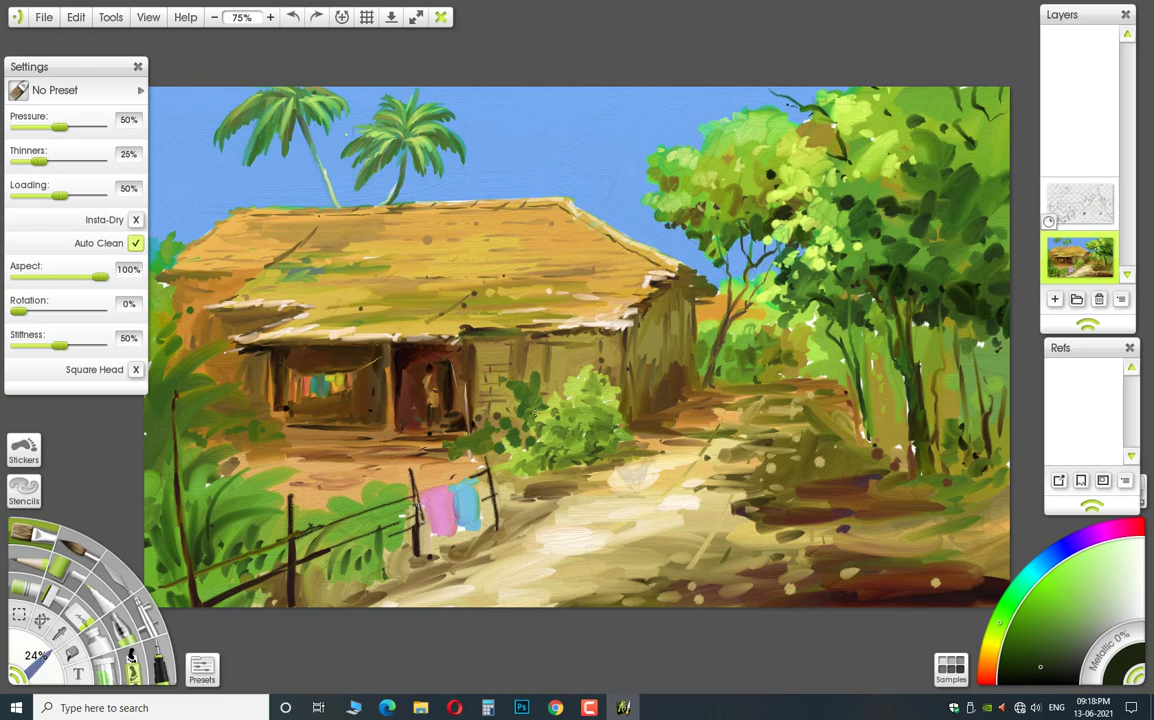 File Edit Tools View Help − 75% +
Layers
Settings
No Preset
Pressure: 50%
Thinners: 25%
Loading: 50%
Insta-Dry X
Auto Clean
Aspect: 100%
Rotation: 0%
Stiffness: 50%
Square Head X
Refs
Stickers
Stencils
24%
T
Presets
Samples
Metallic 0%
Type here to search
Ps
ENG
09:18PM
13-06-2021